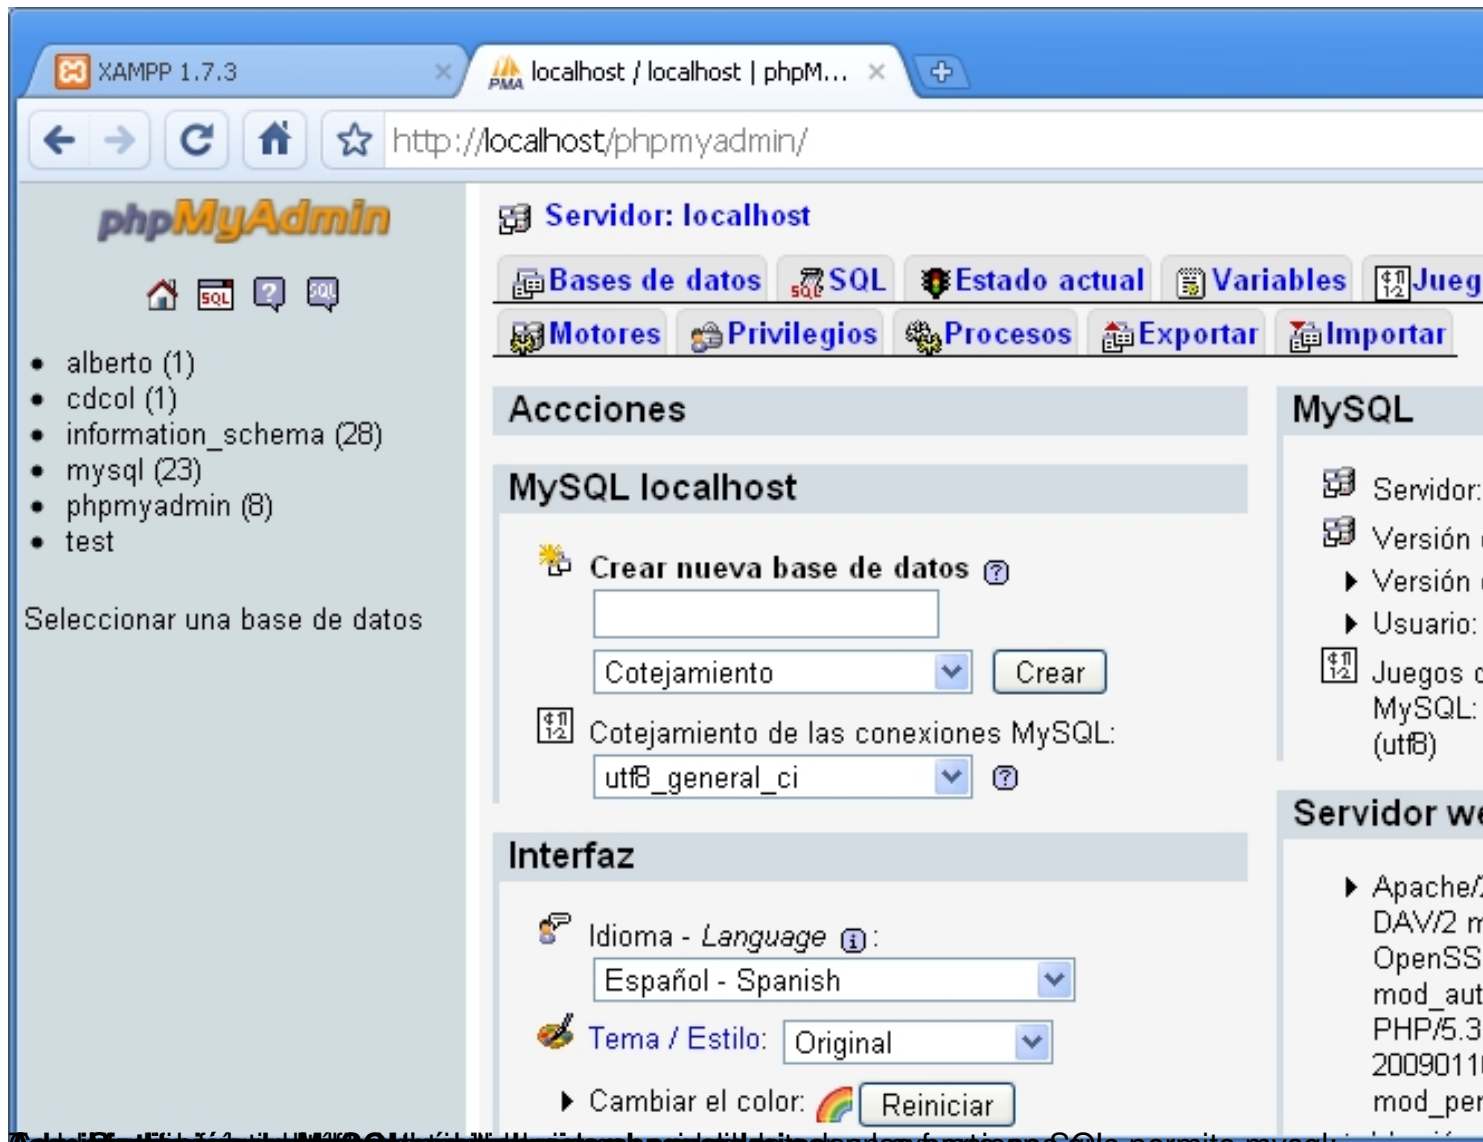 XAMPP 1.7.3
localhost / localhost | phpM...
http://localhost/phpmyadmin/
phpMyAdmin
alberto (1)
cdcol (1)
information_schema (28)
mysql (23)
phpmyadmin (8)
test
Seleccionar una base de datos
Servidor: localhost
Bases de datos SQL Estado actual Variables Jueg
Motores Privilegios Procesos Exportar Importar
Accciones
MySQL localhost
Crear nueva base de datos
Cotejamiento Crear
Cotejamiento de las conexiones MySQL:
utf8_general_ci
Interfaz
Idioma - Language :
Español - Spanish
Tema / Estilo: Original
Cambiar el color: Reiniciar
MySQL
Servidor:
Versión
Versión
Usuario:
Juegos
MySQL:
(utf8)
Servidor we
Apache/
DAV/2 m
OpenSS
mod_aut
PHP/5.3
2009011
mod_per